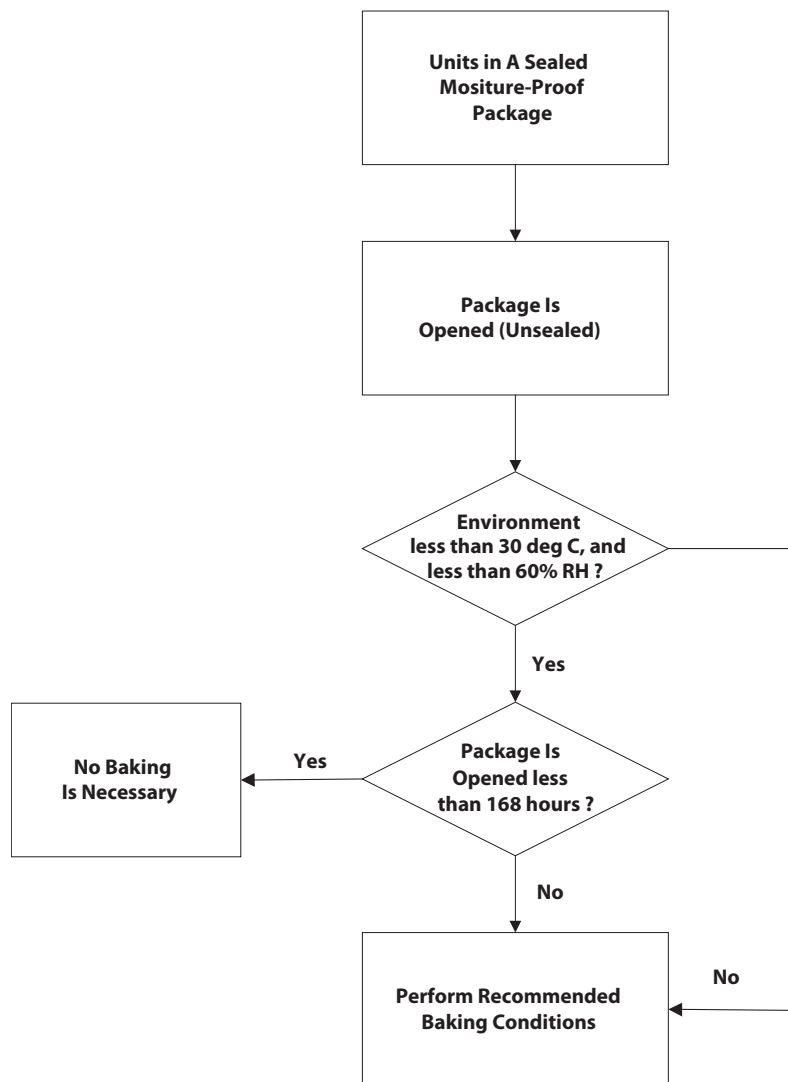 Units in A Sealed
Mositure-Proof
Package
Package Is
Opened (Unsealed)
Environment
less than 30 deg C, and
less than 60% RH ?
Yes
Package Is
Opened less
than 168 hours ?
Yes
No Baking
Is Necessary
No
Perform Recommended
Baking Conditions
No